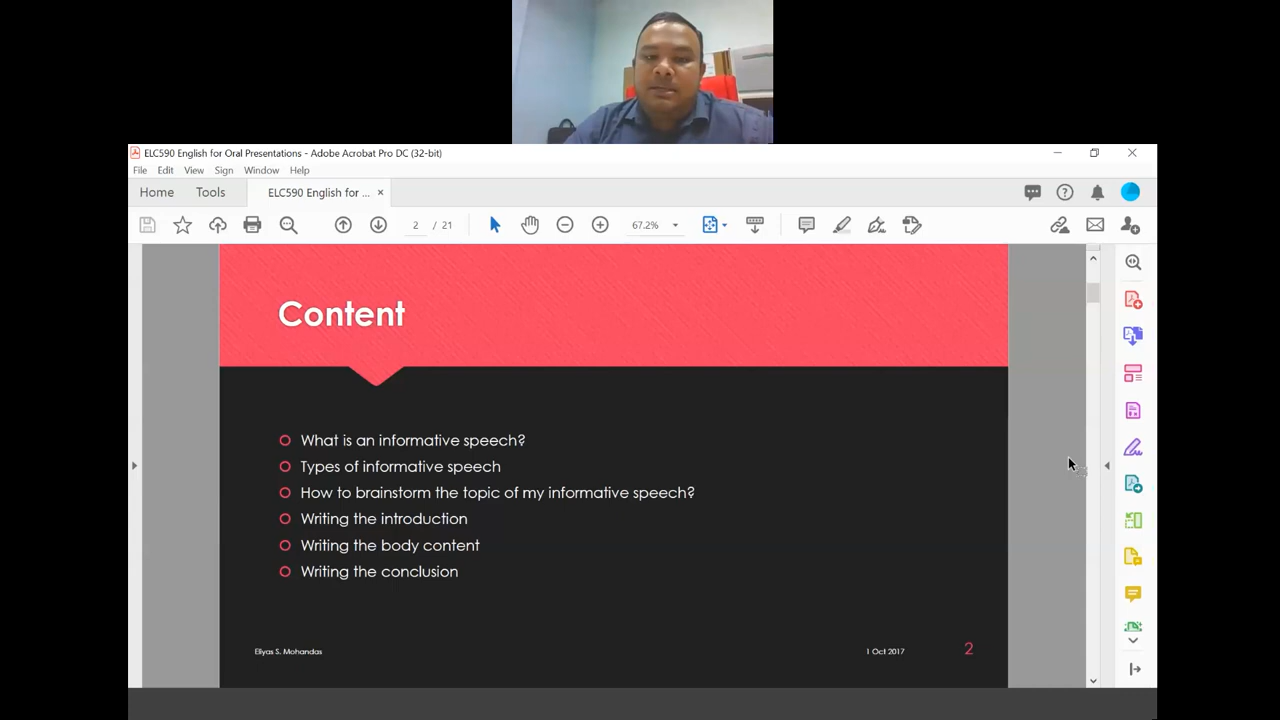 ELC590 English for Oral Presentations - Adobe Acrobat Pro DC (32-bit)
File Edit View Sign Window Help
Home Tools ELC590 English for ... ×
2 / 21 67.2%
Content
What is an informative speech?
Types of informative speech
How to brainstorm the topic of my informative speech?
Writing the introduction
Writing the body content
Writing the conclusion
Eliyas S. Mohandas 1 Oct 2017 2